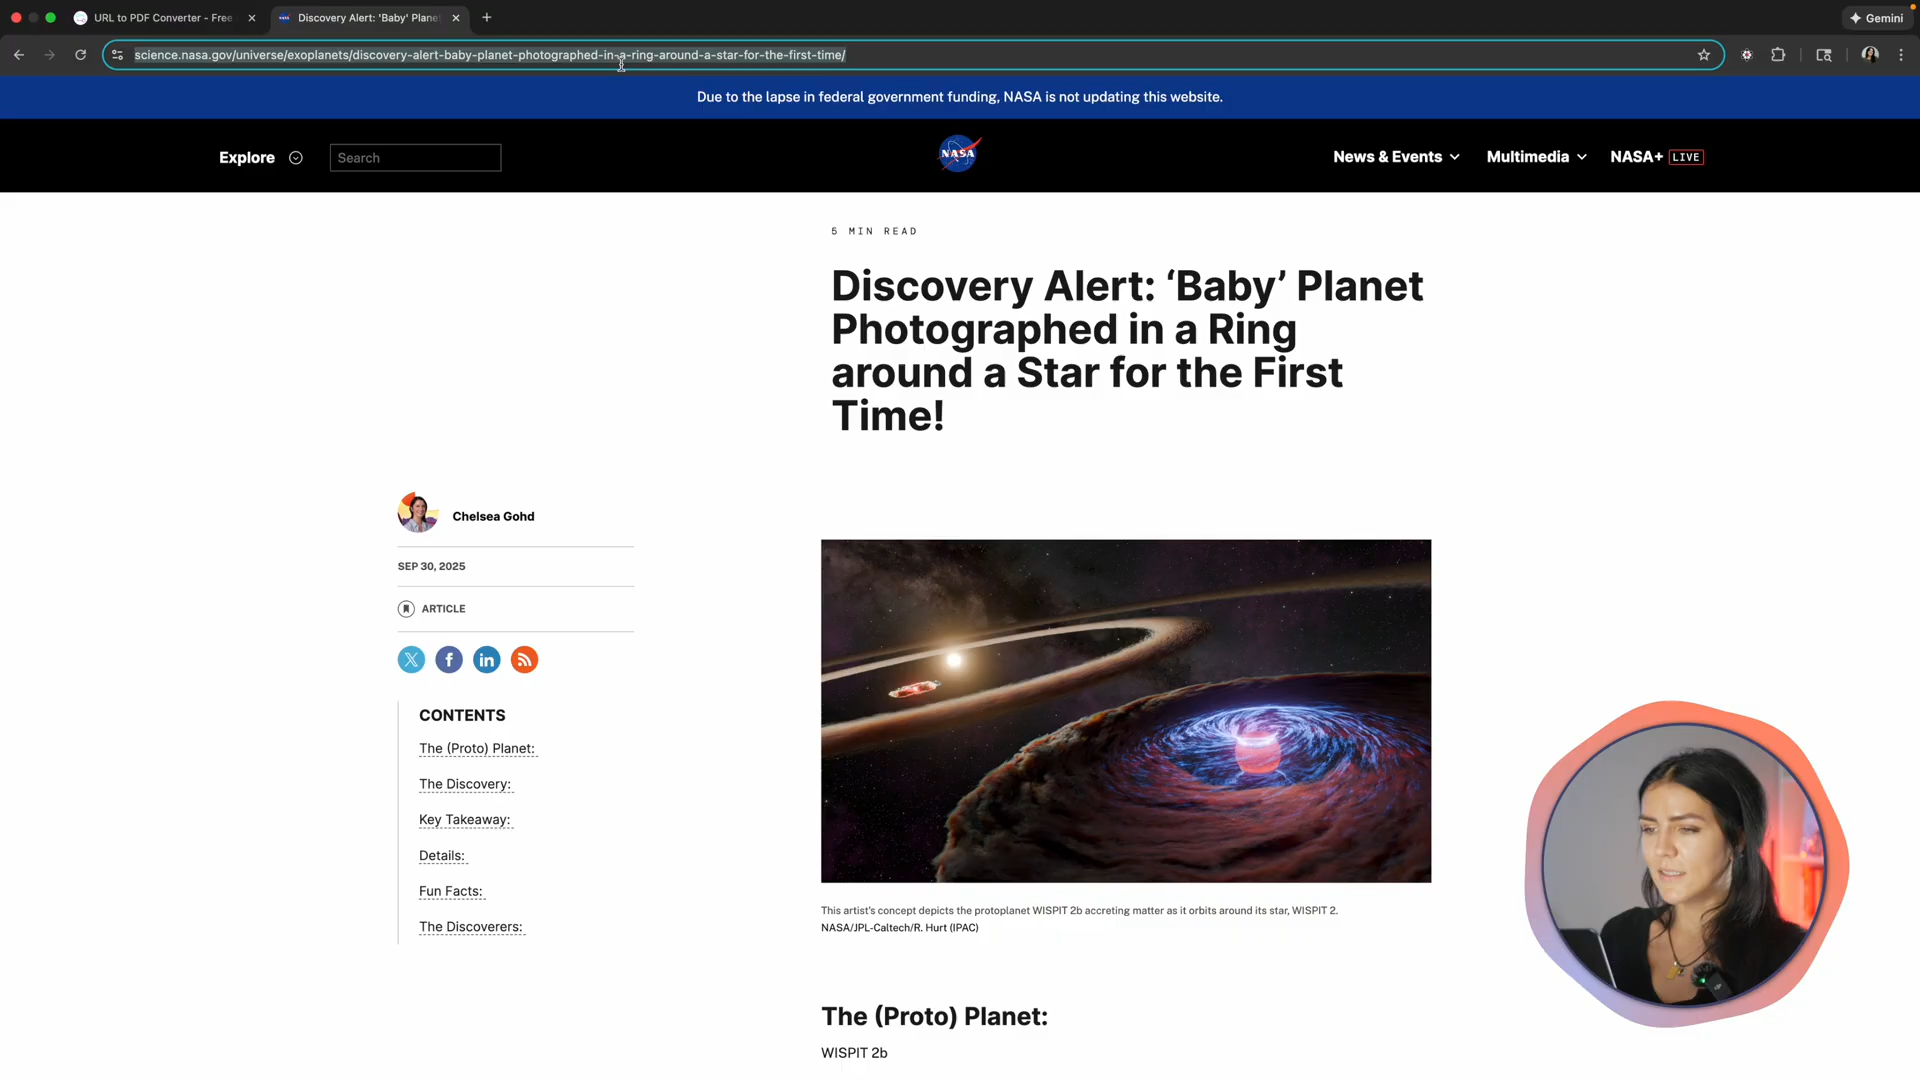 URL to PDF Converter - Free
Discovery Alert: 'Baby' Plane
Gemini
science.nasa.gov/universe/exoplanets/discovery-alert-baby-planet-photographed-in-a-ring-around-a-star-for-the-first-time/
Due to the lapse in federal government funding, NASA is not updating this website.
Explore
Search
NASA
News & Events
Multimedia
NASA+ LIVE
5 MIN READ
Discovery Alert: ‘Baby’ Planet
Photographed in a Ring
around a Star for the First
Time!
Chelsea Gohd
SEP 30, 2025
ARTICLE
CONTENTS
The (Proto) Planet:
The Discovery:
Key Takeaway:
Details:
Fun Facts:
The Discoverers:
This artist's concept depicts the protoplanet WISPIT 2b accreting matter as it orbits around its star, WISPIT 2.
NASA/JPL-Caltech/R. Hurt (IPAC)
The (Proto) Planet:
WISPIT 2b